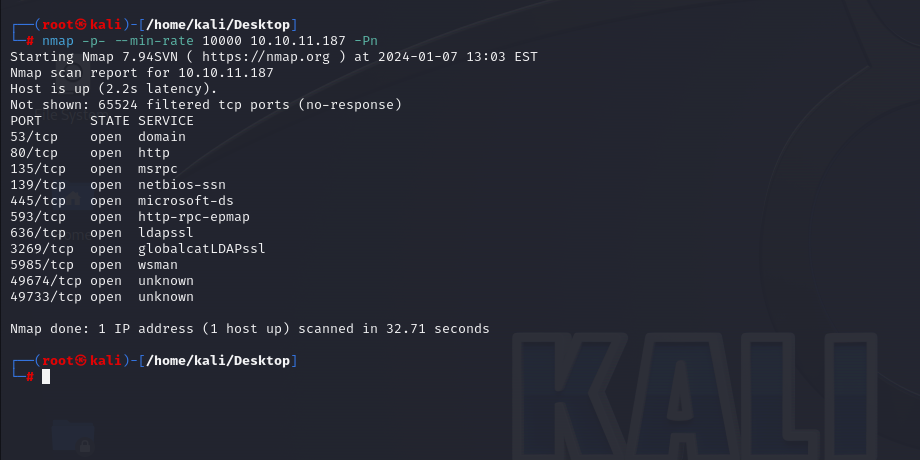 ┌──(root㉿kali)-[/home/kali/Desktop]
└─# nmap -p- --min-rate 10000 10.10.11.187 -Pn
Starting Nmap 7.94SVN ( https://nmap.org ) at 2024-01-07 13:03 EST
Nmap scan report for 10.10.11.187
Host is up (2.2s latency).
Not shown: 65524 filtered tcp ports (no-response)
PORT      STATE SERVICE
53/tcp    open  domain
80/tcp    open  http
135/tcp   open  msrpc
139/tcp   open  netbios-ssn
445/tcp   open  microsoft-ds
593/tcp   open  http-rpc-epmap
636/tcp   open  ldapssl
3269/tcp  open  globalcatLDAPssl
5985/tcp  open  wsman
49674/tcp open  unknown
49733/tcp open  unknown
Nmap done: 1 IP address (1 host up) scanned in 32.71 seconds
┌──(root㉿kali)-[/home/kali/Desktop]
└─#
KALI